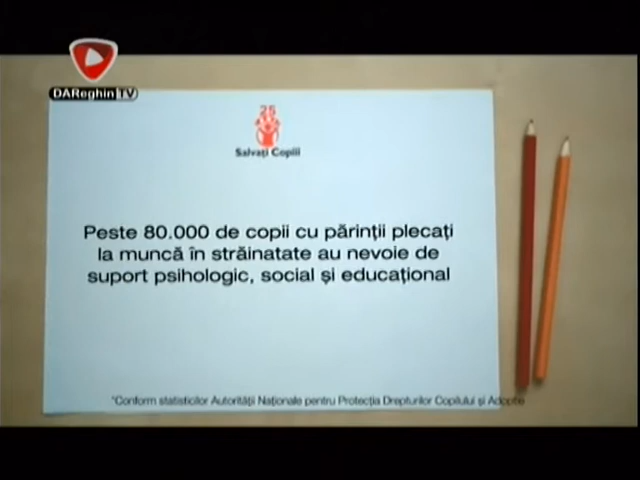 DAReghin TV
25
Salvați Copiii
Peste 80.000 de copii cu părinții plecați
la muncă în străinatate au nevoie de
suport psihologic, social și educațional
*Conform statisticilor Autorității Naționale pentru Protecția Drepturilor Copilului și Adopție